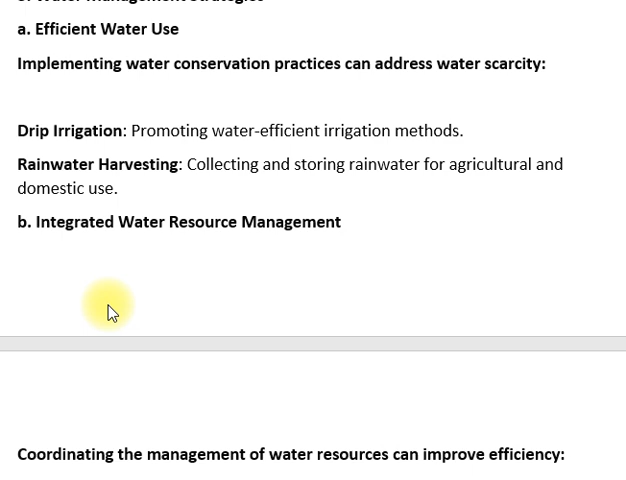 a. Efficient Water Use
Implementing water conservation practices can address water scarcity:
Drip Irrigation: Promoting water-efficient irrigation methods.
Rainwater Harvesting: Collecting and storing rainwater for agricultural and
domestic use.
b. Integrated Water Resource Management
Coordinating the management of water resources can improve efficiency: